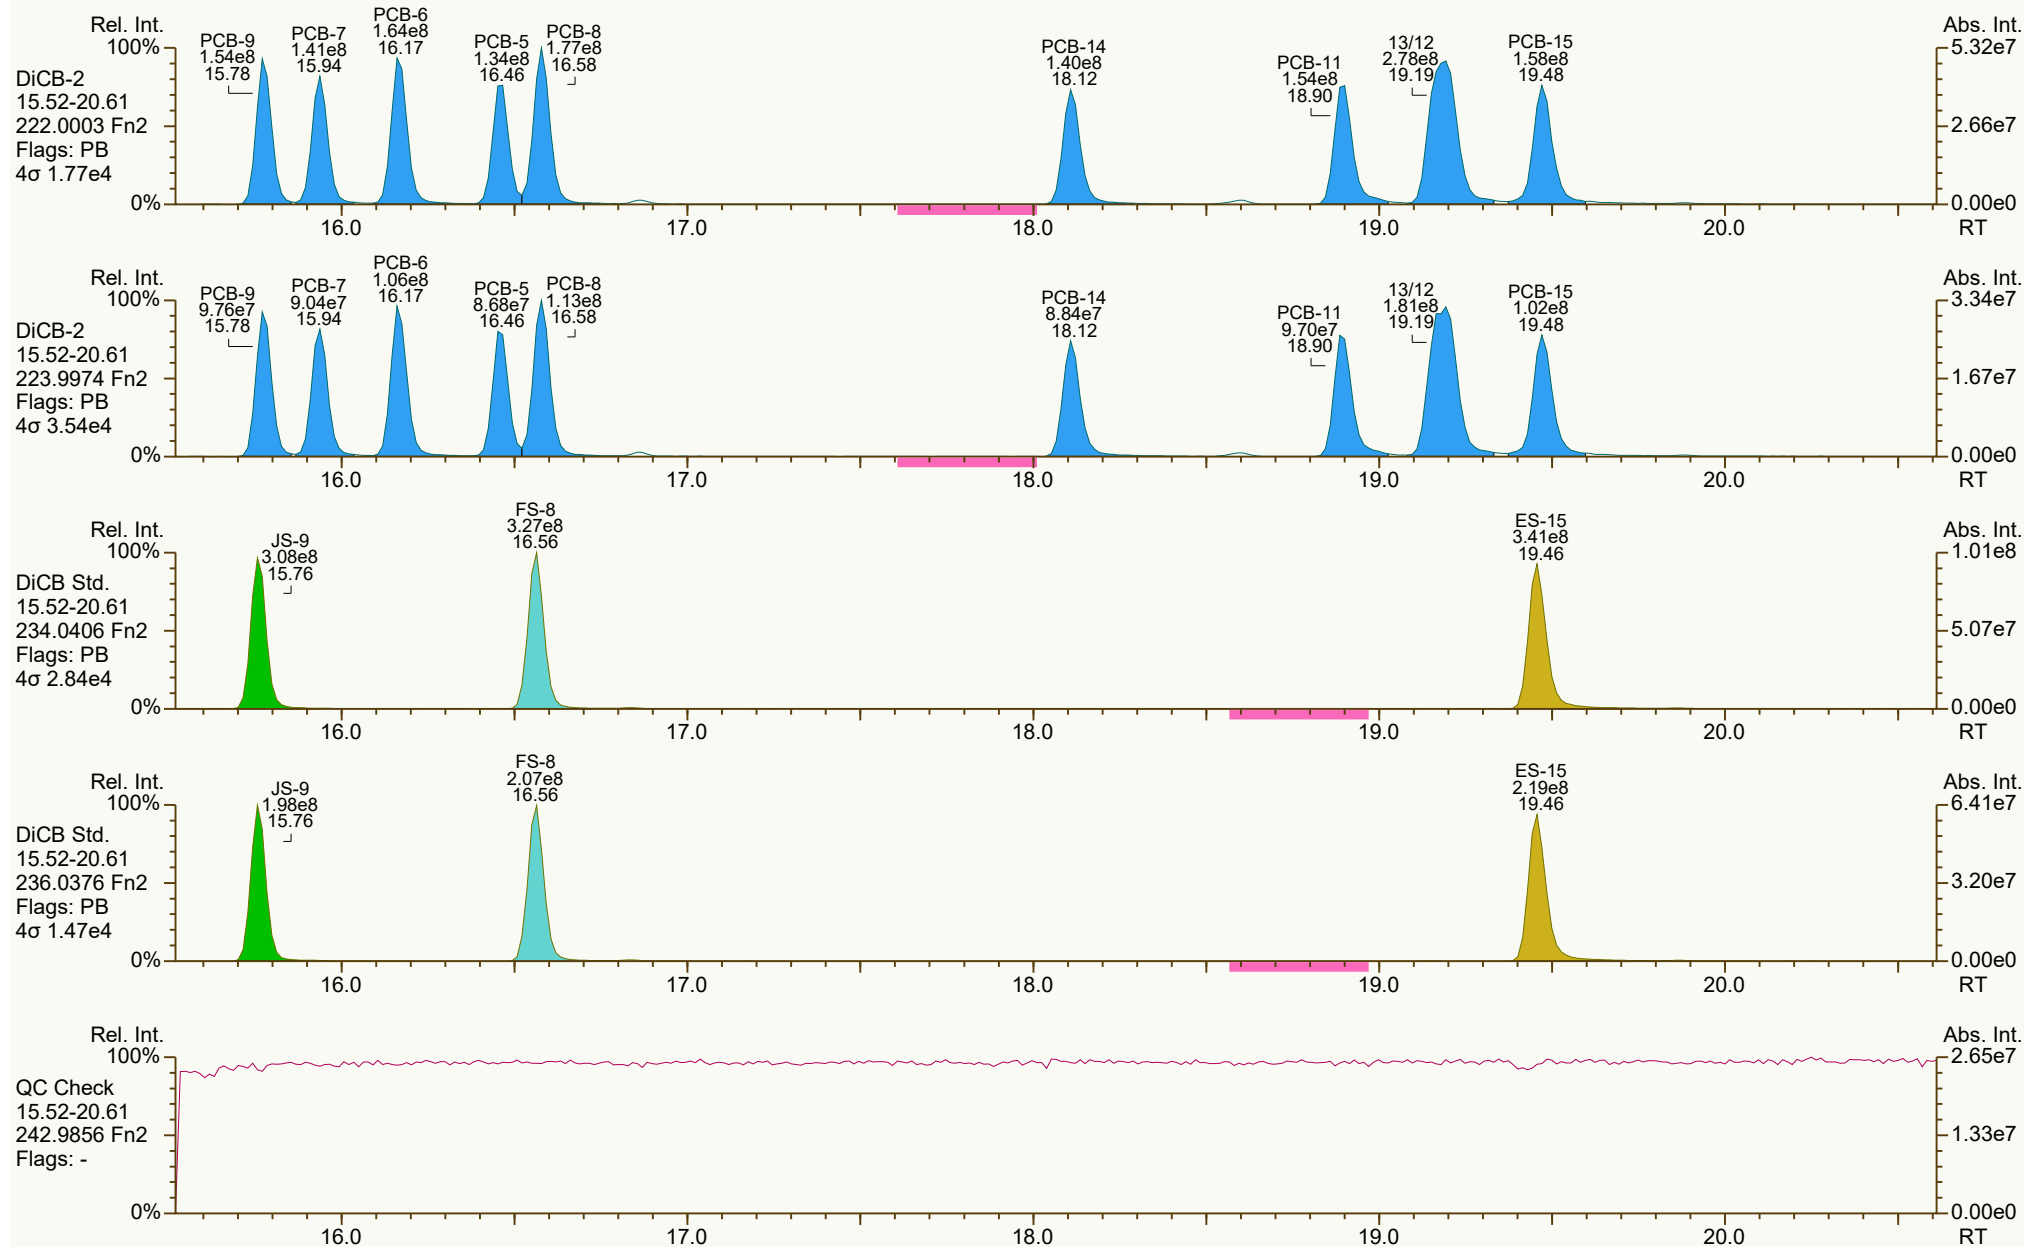 Rel. Int.
Abs. Int.
100%
5.32e7
DiCB-2
15.52-20.61
222.0003 Fn2
Flags: PB
4σ 1.77e4
2.66e7
0%
0.00e0
PCB-9
1.54e8
15.78
PCB-7
1.41e8
15.94
PCB-6
1.64e8
16.17
PCB-5
1.34e8
16.46
PCB-8
1.77e8
16.58
PCB-14
1.40e8
18.12
PCB-11
1.54e8
18.90
13/12
2.78e8
19.19
PCB-15
1.58e8
19.48
16.0 17.0 18.0 19.0 20.0 RT
Rel. Int.
Abs. Int.
100%
3.34e7
DiCB-2
15.52-20.61
223.9974 Fn2
Flags: PB
4σ 3.54e4
1.67e7
0%
0.00e0
PCB-9
9.76e7
15.78
PCB-7
9.04e7
15.94
PCB-6
1.06e8
16.17
PCB-5
8.68e7
16.46
PCB-8
1.13e8
16.58
PCB-14
8.84e7
18.12
PCB-11
9.70e7
18.90
13/12
1.81e8
19.19
PCB-15
1.02e8
19.48
16.0 17.0 18.0 19.0 20.0 RT
Rel. Int.
Abs. Int.
100%
1.01e8
DiCB Std.
15.52-20.61
234.0406 Fn2
Flags: PB
4σ 2.84e4
5.07e7
0%
0.00e0
JS-9
3.08e8
15.76
FS-8
3.27e8
16.56
ES-15
3.41e8
19.46
16.0 17.0 18.0 19.0 20.0 RT
Rel. Int.
Abs. Int.
100%
6.41e7
DiCB Std.
15.52-20.61
236.0376 Fn2
Flags: PB
4σ 1.47e4
3.20e7
0%
0.00e0
JS-9
1.98e8
15.76
FS-8
2.07e8
16.56
ES-15
2.19e8
19.46
16.0 17.0 18.0 19.0 20.0 RT
Rel. Int.
Abs. Int.
100%
2.65e7
QC Check
15.52-20.61
242.9856 Fn2
Flags: -
1.33e7
0%
0.00e0
16.0 17.0 18.0 19.0 20.0 RT